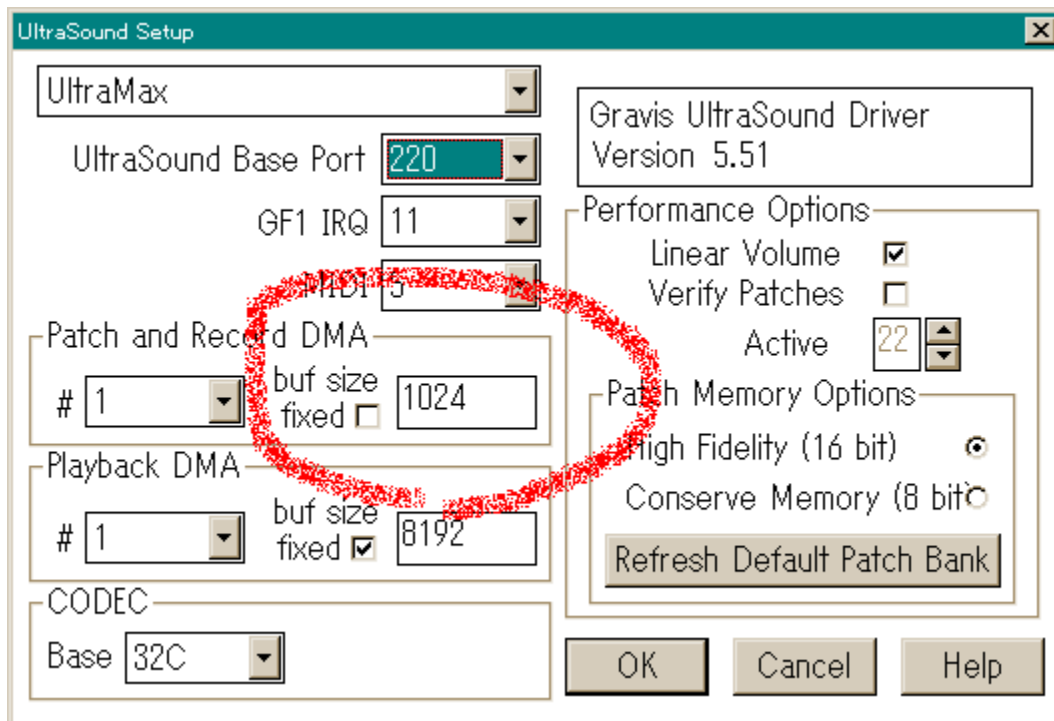 UltraSound Setup
UltraMax
UltraSound Base Port 220
GF1 IRQ 11
MIDI 5
Patch and Record DMA
# 1
buf size
fixed
1024
Playback DMA
# 1
buf size
fixed
8192
CODEC
Base 32C
Gravis UltraSound Driver
Version 5.51
Performance Options
Linear Volume
Verify Patches
Active 22
Patch Memory Options
High Fidelity (16 bit)
Conserve Memory (8 bit)
Refresh Default Patch Bank
OK
Cancel
Help